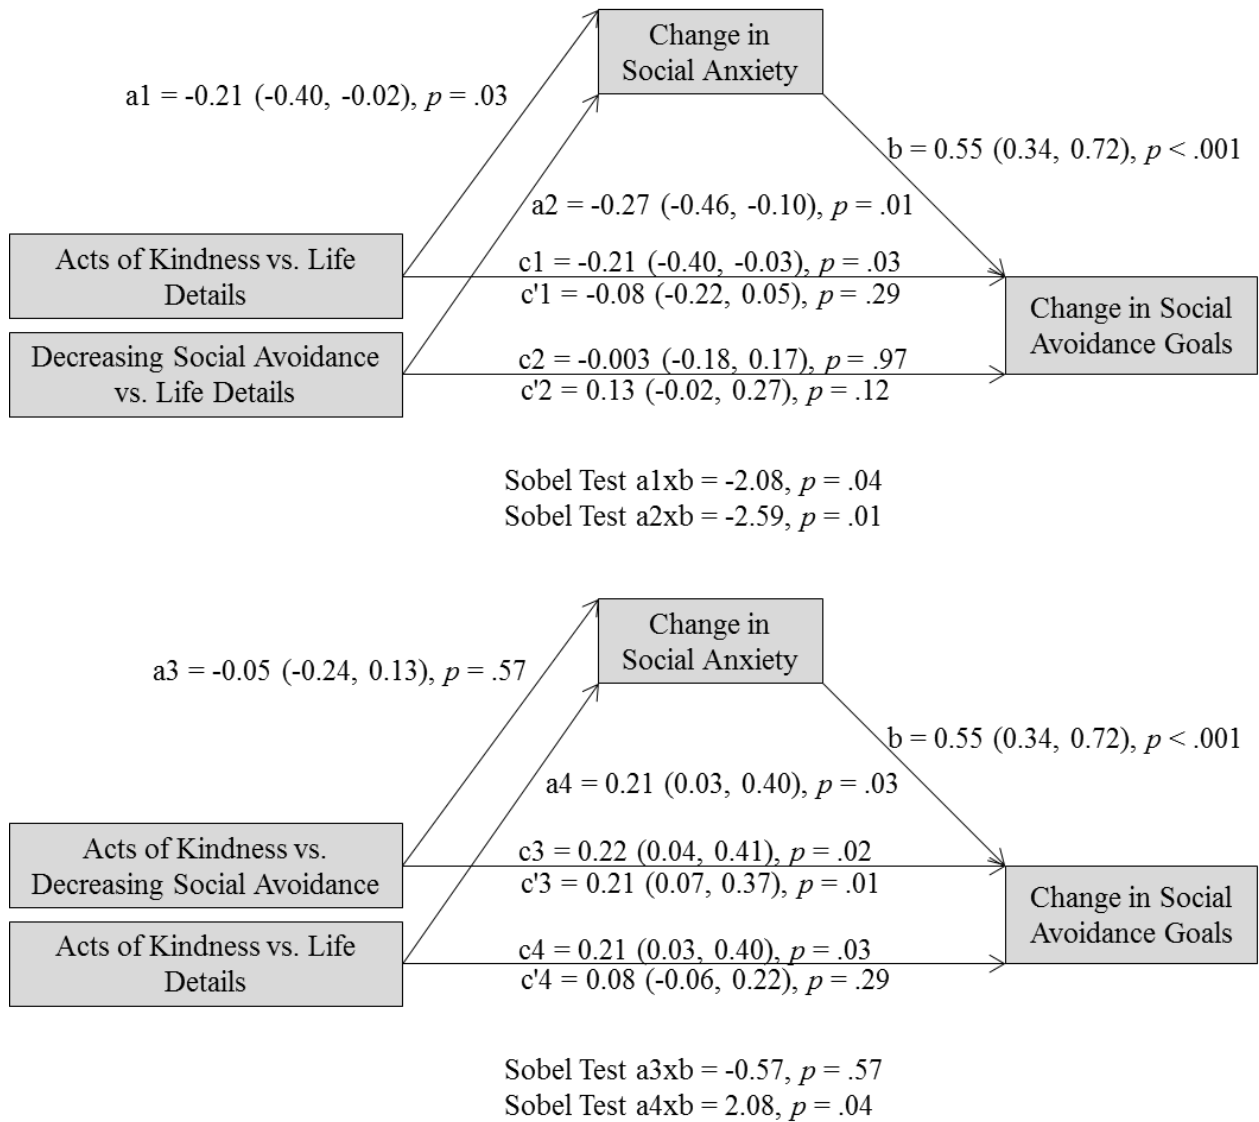 Change in
Social Anxiety
a1 = -0.21 (-0.40, -0.02), p = .03
b = 0.55 (0.34, 0.72), p < .001
a2 = -0.27 (-0.46, -0.10), p = .01
Acts of Kindness vs. Life
Details
c1 = -0.21 (-0.40, -0.03), p = .03
c'1 = -0.08 (-0.22, 0.05), p = .29
Change in Social
Avoidance Goals
Decreasing Social Avoidance
vs. Life Details
c2 = -0.003 (-0.18, 0.17), p = .97
c'2 = 0.13 (-0.02, 0.27), p = .12
Sobel Test a1xb = -2.08, p = .04
Sobel Test a2xb = -2.59, p = .01
Change in
Social Anxiety
a3 = -0.05 (-0.24, 0.13), p = .57
b = 0.55 (0.34, 0.72), p < .001
a4 = 0.21 (0.03, 0.40), p = .03
Acts of Kindness vs.
Decreasing Social Avoidance
c3 = 0.22 (0.04, 0.41), p = .02
c'3 = 0.21 (0.07, 0.37), p = .01
Change in Social
Avoidance Goals
Acts of Kindness vs. Life
Details
c4 = 0.21 (0.03, 0.40), p = .03
c'4 = 0.08 (-0.06, 0.22), p = .29
Sobel Test a3xb = -0.57, p = .57
Sobel Test a4xb = 2.08, p = .04